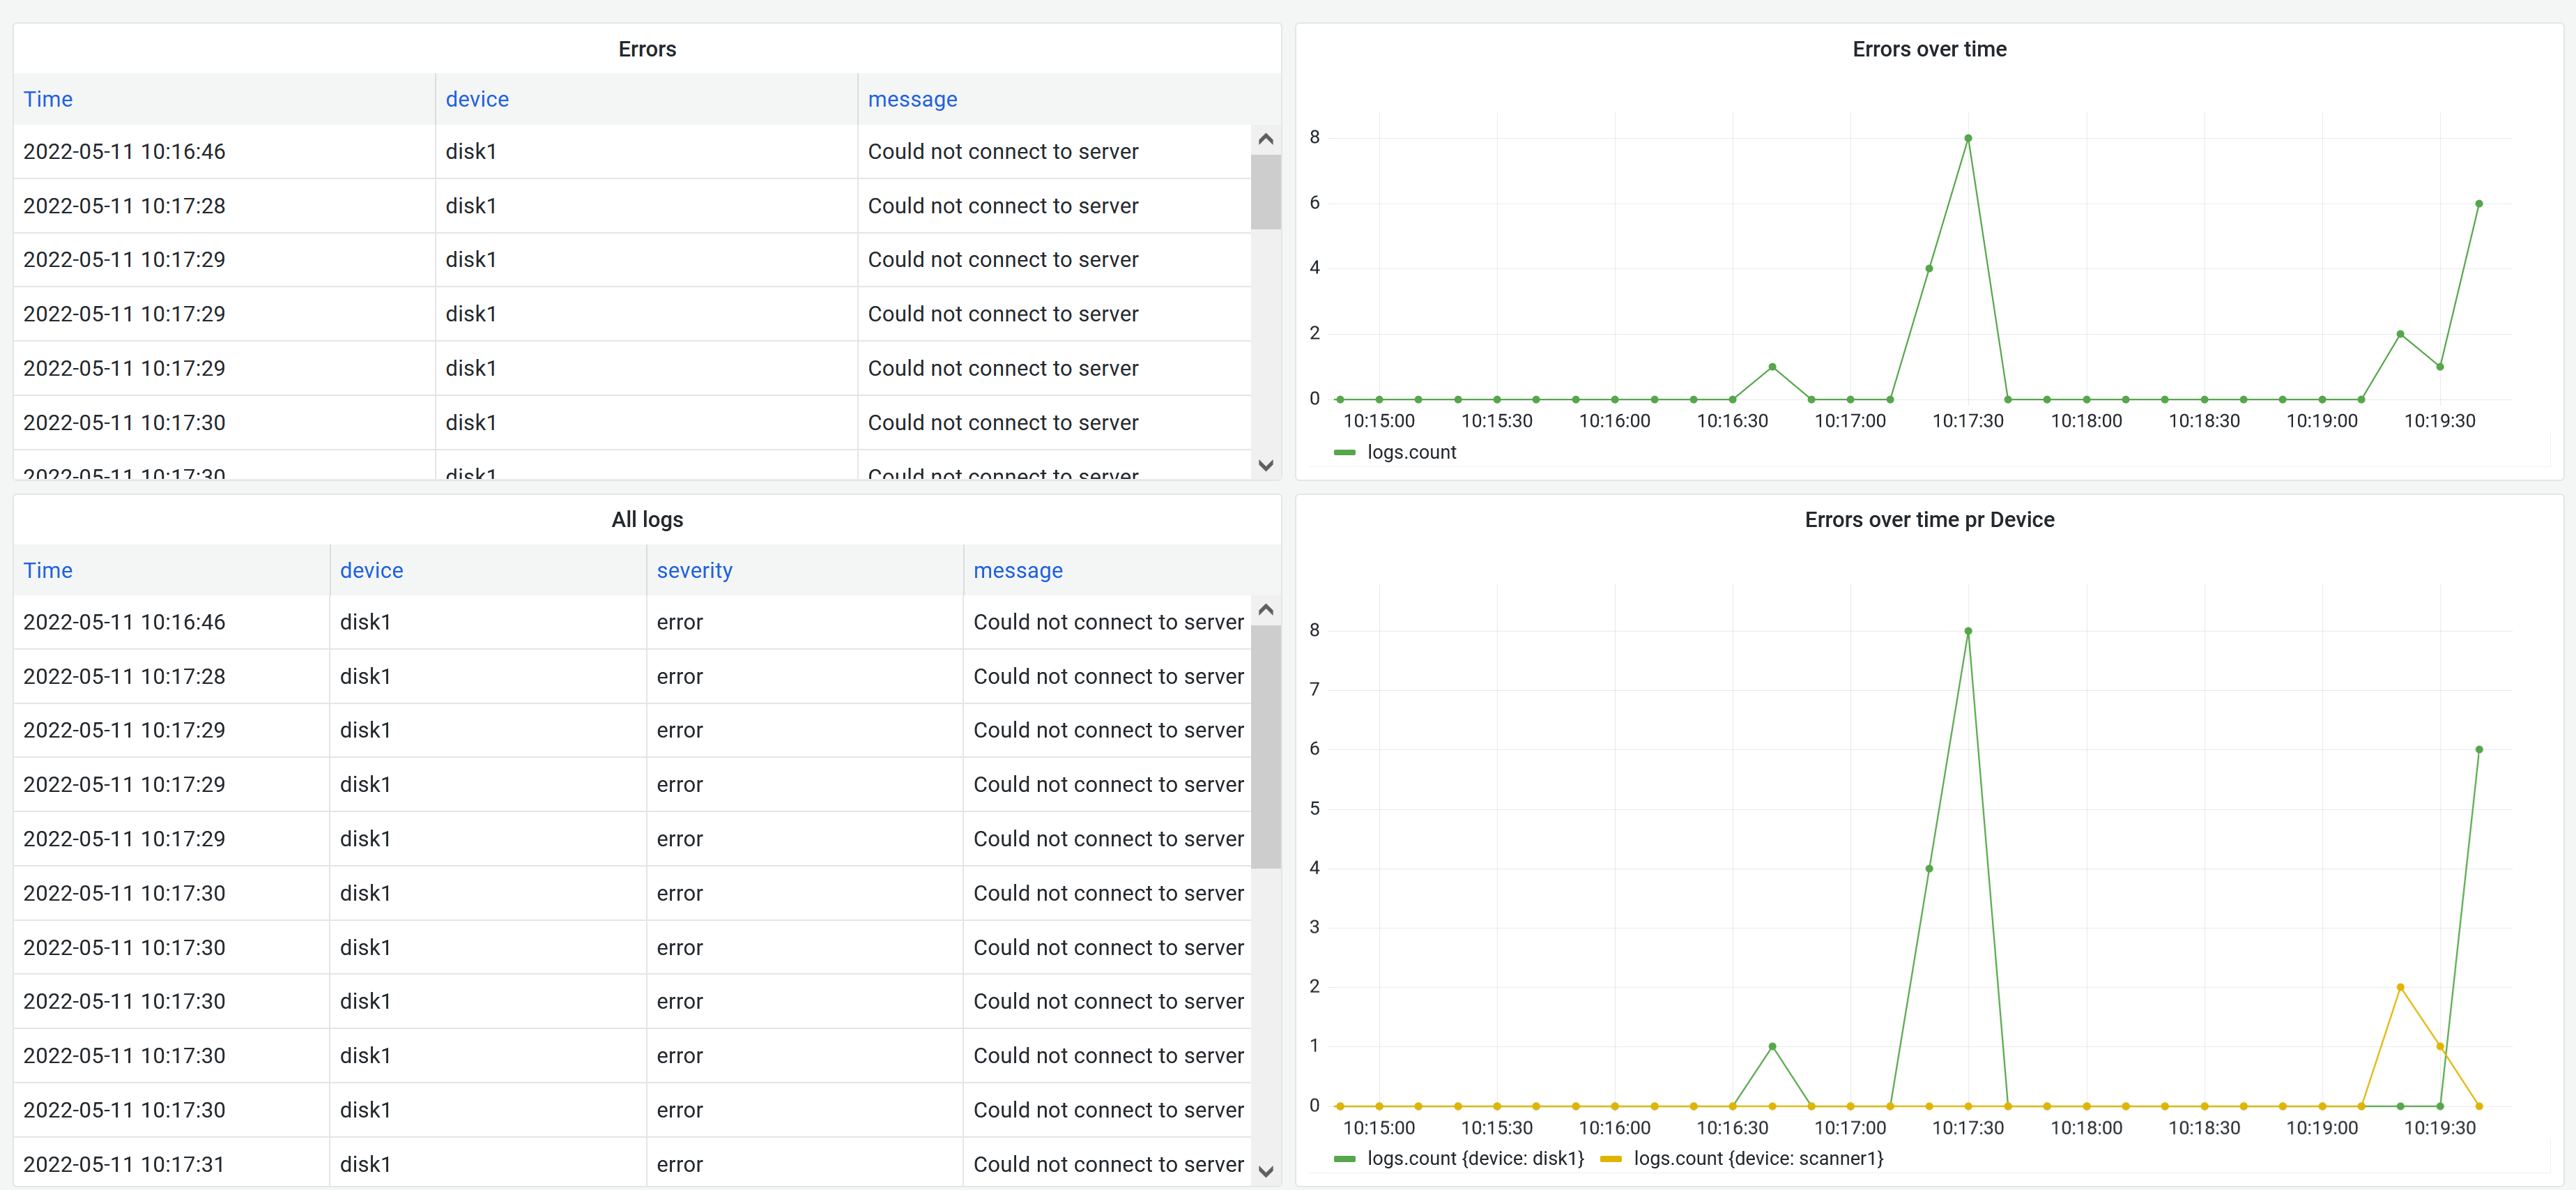 Errors
Time device message
2022-05-11 10:16:46 disk1 Could not connect to server
2022-05-11 10:17:28 disk1 Could not connect to server
2022-05-11 10:17:29 disk1 Could not connect to server
2022-05-11 10:17:29 disk1 Could not connect to server
2022-05-11 10:17:29 disk1 Could not connect to server
2022-05-11 10:17:30 disk1 Could not connect to server
2022-05-11 10:17:30 disk1 Could not connect to server
Errors over time
8
6
4
2
0
10:15:00 10:15:30 10:16:00 10:16:30 10:17:00 10:17:30 10:18:00 10:18:30 10:19:00 10:19:30
logs.count
All logs
Time device severity message
2022-05-11 10:16:46 disk1 error Could not connect to server
2022-05-11 10:17:28 disk1 error Could not connect to server
2022-05-11 10:17:29 disk1 error Could not connect to server
2022-05-11 10:17:29 disk1 error Could not connect to server
2022-05-11 10:17:29 disk1 error Could not connect to server
2022-05-11 10:17:30 disk1 error Could not connect to server
2022-05-11 10:17:30 disk1 error Could not connect to server
2022-05-11 10:17:30 disk1 error Could not connect to server
2022-05-11 10:17:30 disk1 error Could not connect to server
2022-05-11 10:17:30 disk1 error Could not connect to server
2022-05-11 10:17:31 disk1 error Could not connect to server
Errors over time pr Device
8
7
6
5
4
3
2
1
0
10:15:00 10:15:30 10:16:00 10:16:30 10:17:00 10:17:30 10:18:00 10:18:30 10:19:00 10:19:30
logs.count {device: disk1} logs.count {device: scanner1}